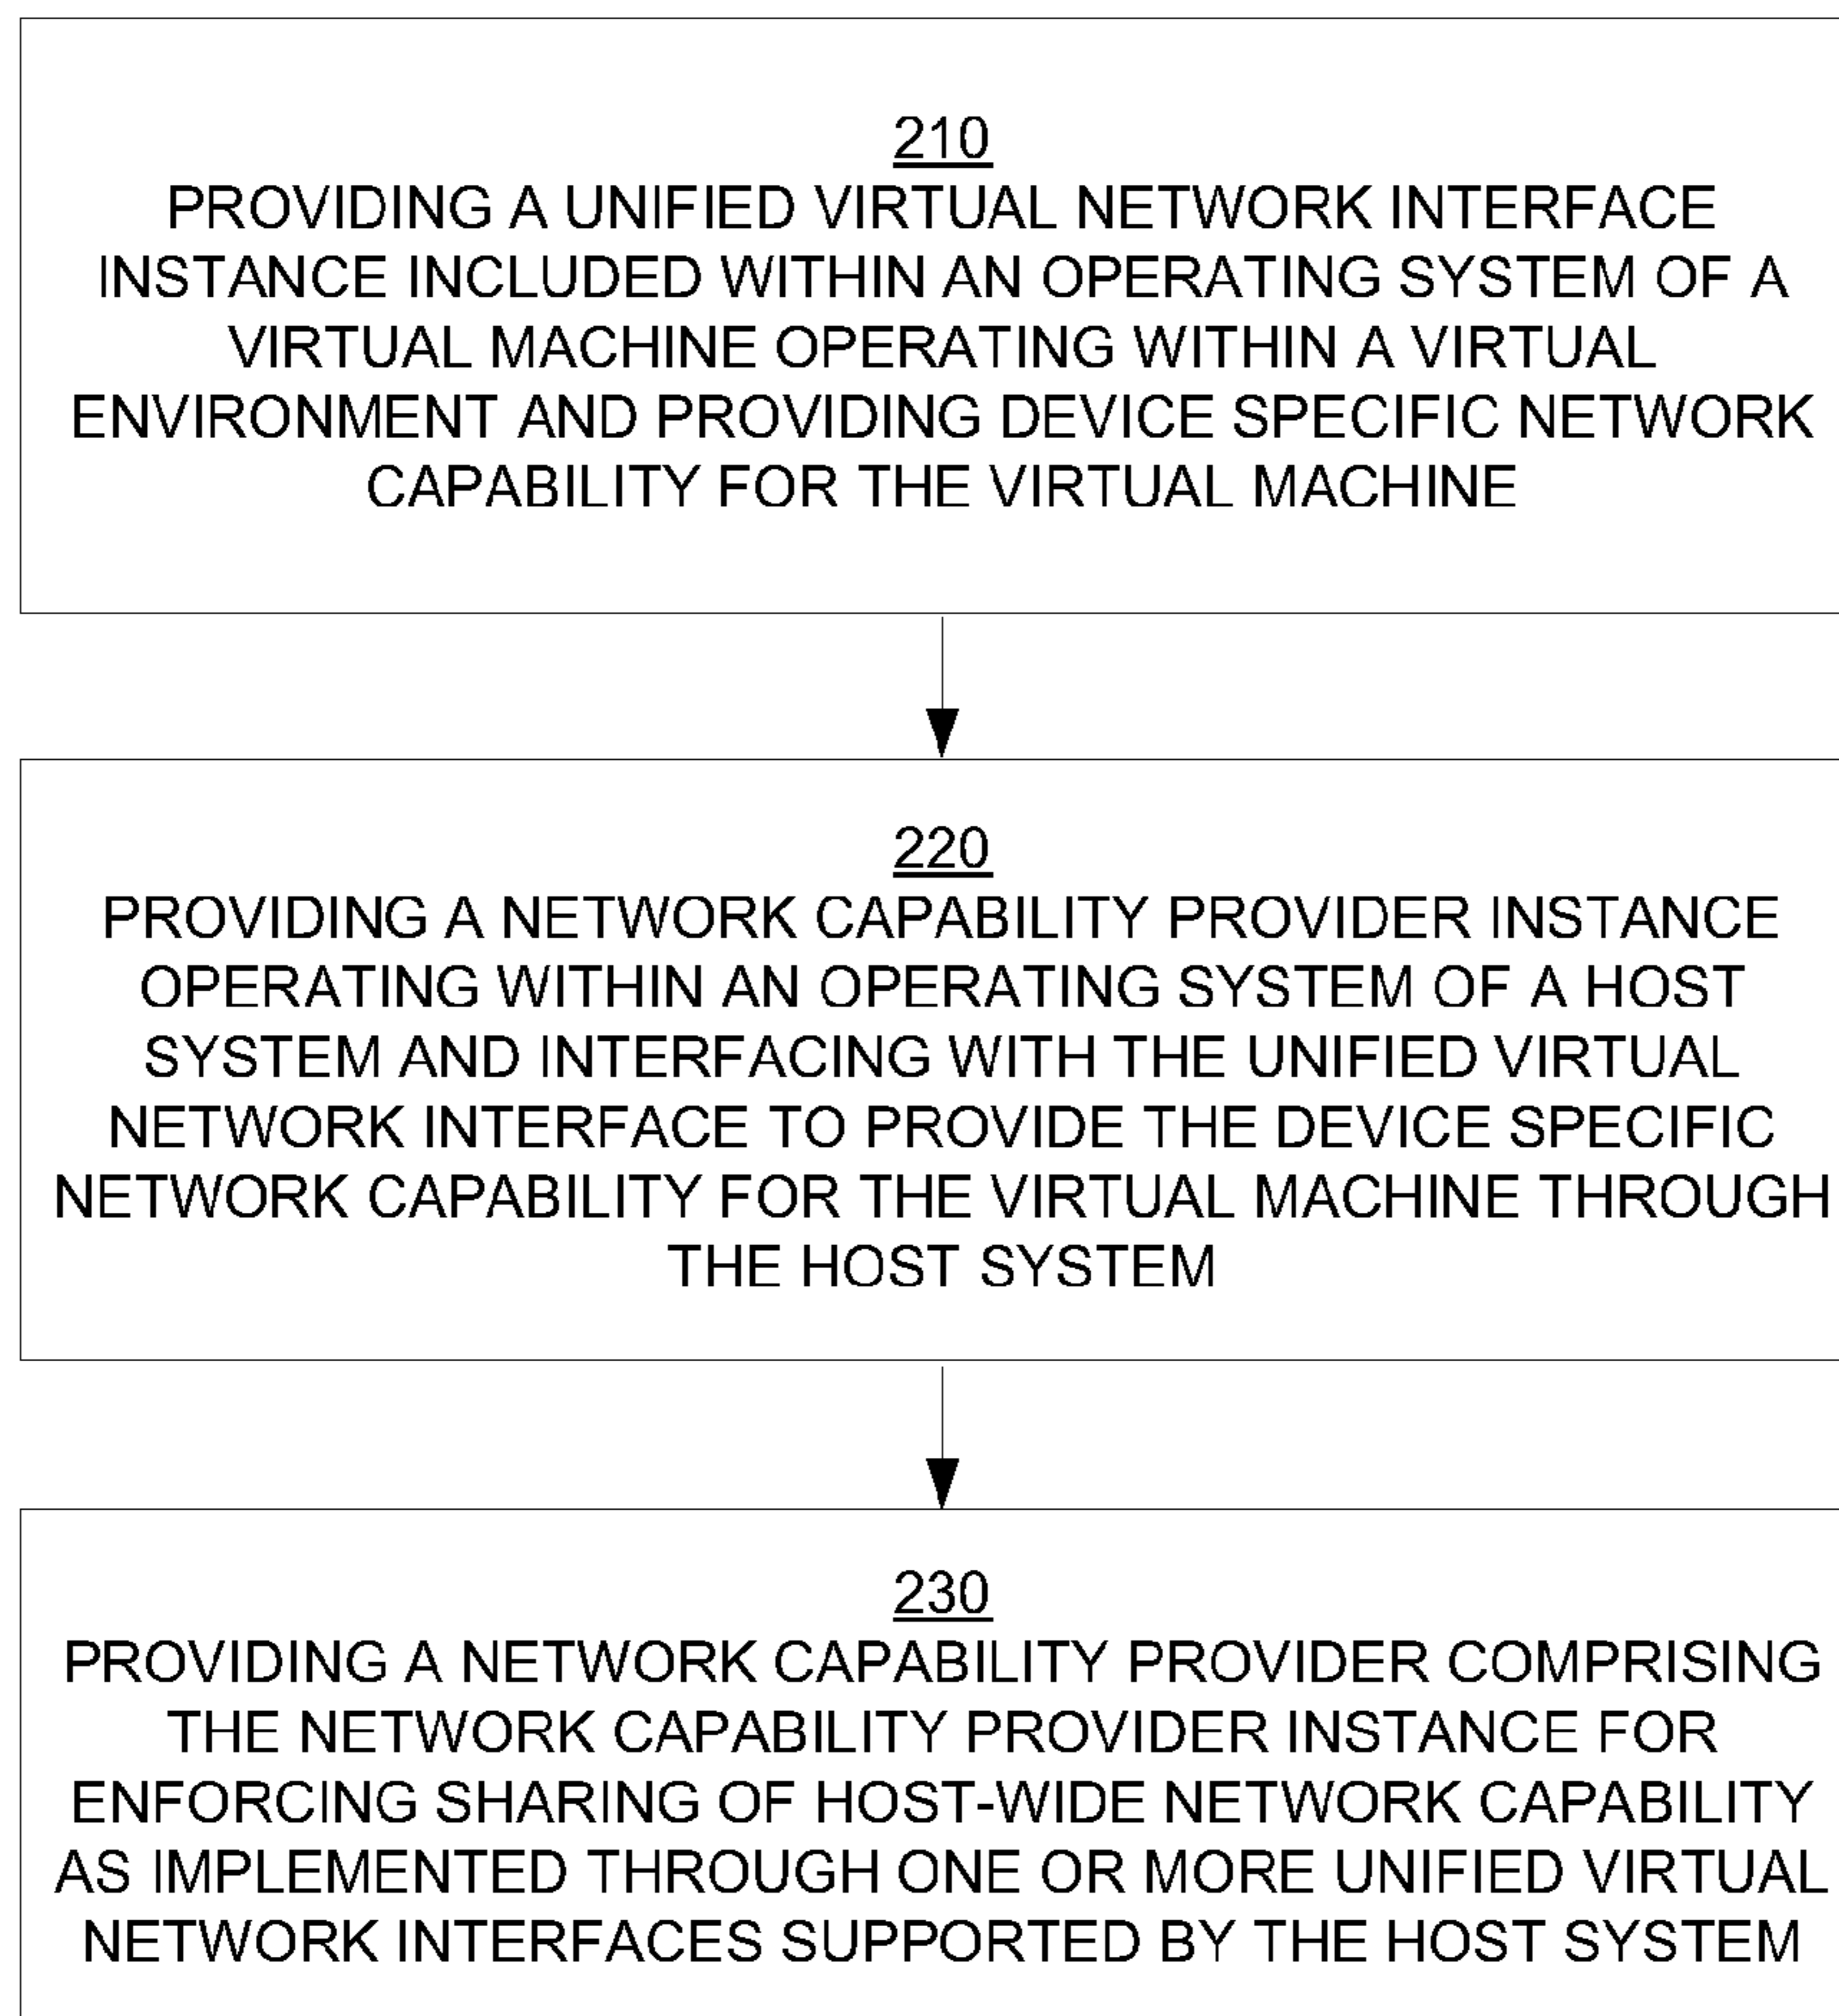 210
PROVIDING A UNIFIED VIRTUAL NETWORK INTERFACE
INSTANCE INCLUDED WITHIN AN OPERATING SYSTEM OF A
VIRTUAL MACHINE OPERATING WITHIN A VIRTUAL
ENVIRONMENT AND PROVIDING DEVICE SPECIFIC NETWORK
CAPABILITY FOR THE VIRTUAL MACHINE
220
PROVIDING A NETWORK CAPABILITY PROVIDER INSTANCE
OPERATING WITHIN AN OPERATING SYSTEM OF A HOST
SYSTEM AND INTERFACING WITH THE UNIFIED VIRTUAL
NETWORK INTERFACE TO PROVIDE THE DEVICE SPECIFIC
NETWORK CAPABILITY FOR THE VIRTUAL MACHINE THROUGH
THE HOST SYSTEM
230
PROVIDING A NETWORK CAPABILITY PROVIDER COMPRISING
THE NETWORK CAPABILITY PROVIDER INSTANCE FOR
ENFORCING SHARING OF HOST-WIDE NETWORK CAPABILITY
AS IMPLEMENTED THROUGH ONE OR MORE UNIFIED VIRTUAL
NETWORK INTERFACES SUPPORTED BY THE HOST SYSTEM